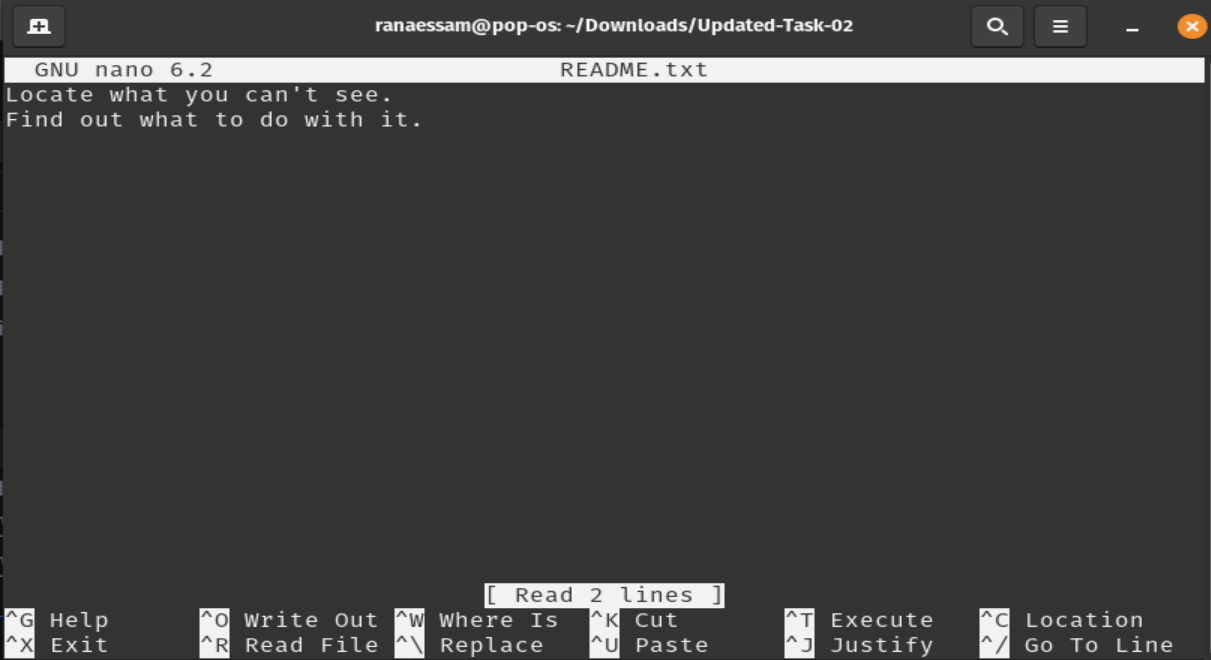 ranaessam@pop-os: ~/Downloads/Updated-Task-02
GNU nano 6.2 README.txt
Locate what you can't see.
Find out what to do with it.
[ Read 2 lines ]
^G Help ^O Write Out ^W Where Is ^K Cut ^T Execute ^C Location
^X Exit ^R Read File ^\ Replace ^U Paste ^J Justify ^/ Go To Line